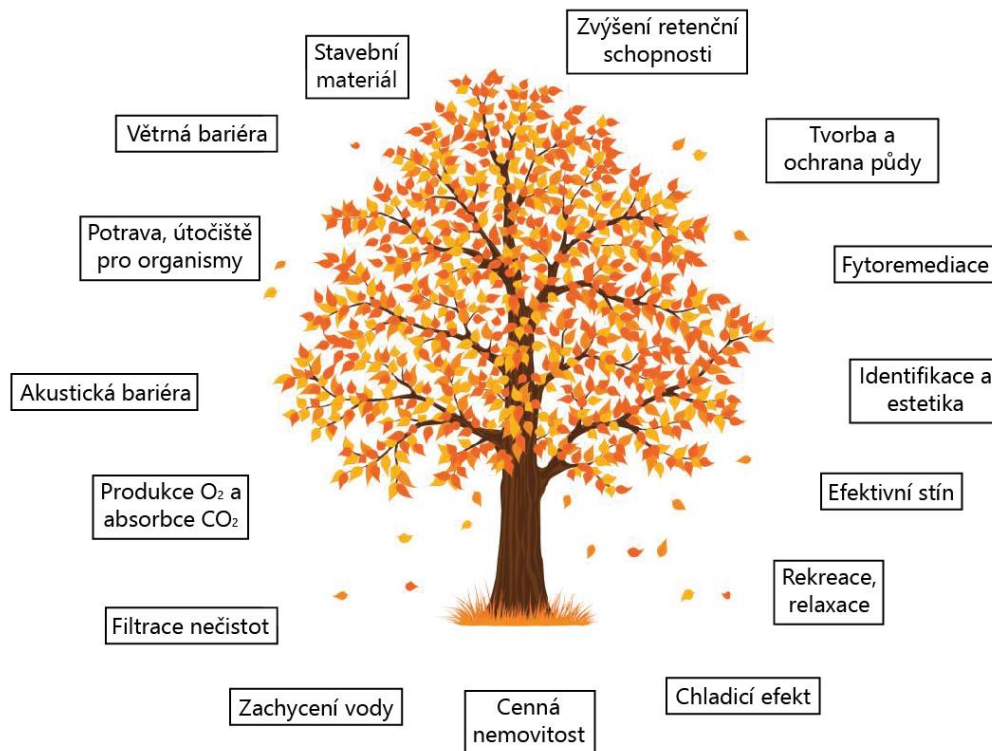 Zvýšení retenční
schopnosti
Stavební
materiál
Větrná bariéra
Tvorba a
ochrana půdy
Potrava, útočiště
pro organismy
Fytoremediace
Akustická bariéra
Identifikace a
estetika
Produkce O₂ a
absorbce CO₂
Efektivní stín
Rekreace,
relaxace
Filtrace nečistot
Zachycení vody
Cenná
nemovitost
Chladicí efekt